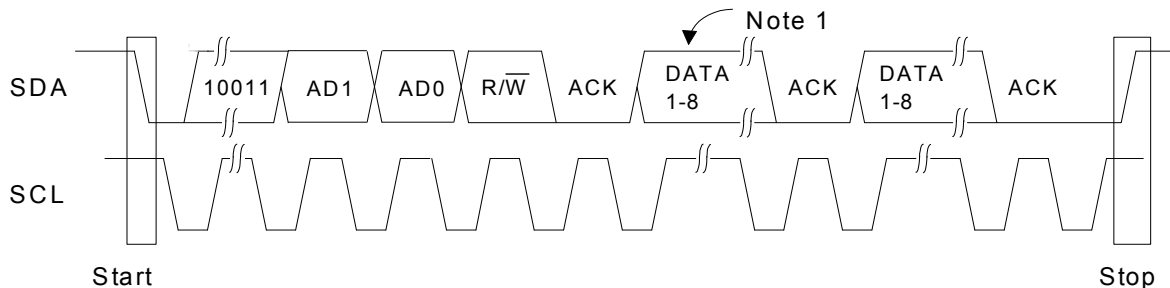 Note 1
SDA 10011 AD1 AD0 R/W̅ ACK DATA 1-8 ACK DATA 1-8 ACK
SCL
Start Stop